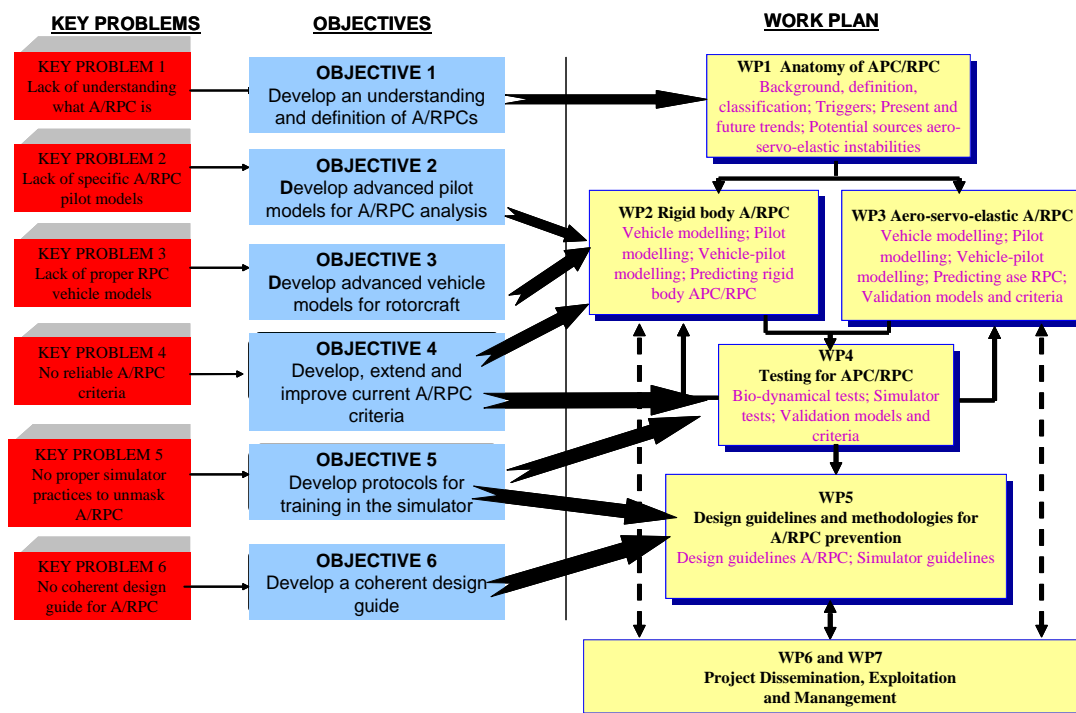 KEY PROBLEMS
OBJECTIVES
WORK PLAN
KEY PROBLEM 1
Lack of understanding
what A/RPC is
KEY PROBLEM 2
Lack of specific A/RPC
pilot models
KEY PROBLEM 3
Lack of proper RPC
vehicle models
KEY PROBLEM 4
No reliable A/RPC
criteria
KEY PROBLEM 5
No proper simulator
practices to unmask
A/RPC
KEY PROBLEM 6
No coherent design
guide for A/RPC
OBJECTIVE 1
Develop an understanding
and definition of A/RPCs
OBJECTIVE 2
Develop advanced pilot
models for A/RPC analysis
OBJECTIVE 3
Develop advanced vehicle
models for rotorcraft
OBJECTIVE 4
Develop, extend and
improve current A/RPC
criteria
OBJECTIVE 5
Develop protocols for
training in the simulator
OBJECTIVE 6
Develop a coherent design
guide
WP1 Anatomy of APC/RPC
Background, definition,
classification; Triggers; Present and
future trends; Potential sources aero-
servo-elastic instabilities
WP2 Rigid body A/RPC
Vehicle modelling; Pilot
modelling; Vehicle-pilot
modelling; Predicting rigid
body APC/RPC
WP3 Aero-servo-elastic A/RPC
Vehicle modelling; Pilot
modelling; Vehicle-pilot
modelling; Predicting ase RPC;
Validation models and criteria
WP4
Testing for APC/RPC
Bio-dynamical tests; Simulator
tests; Validation models and
criteria
WP5
Design guidelines and methodologies for
A/RPC prevention
Design guidelines A/RPC; Simulator guidelines
WP6 and WP7
Project Dissemination, Exploitation
and Manangement